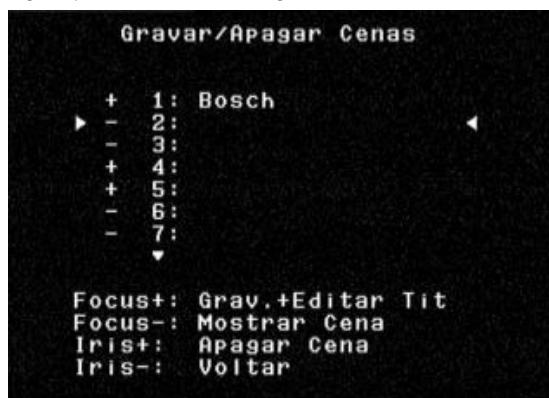 Gravar/Apagar Cenas
+ 1: Bosch
- 2:
- 3:
+ 4:
+ 5:
- 6:
- 7:
Focus+: Grav.+Editar Tit
Focus-: Mostrar Cena
Iris+: Apagar Cena
Iris-: Voltar